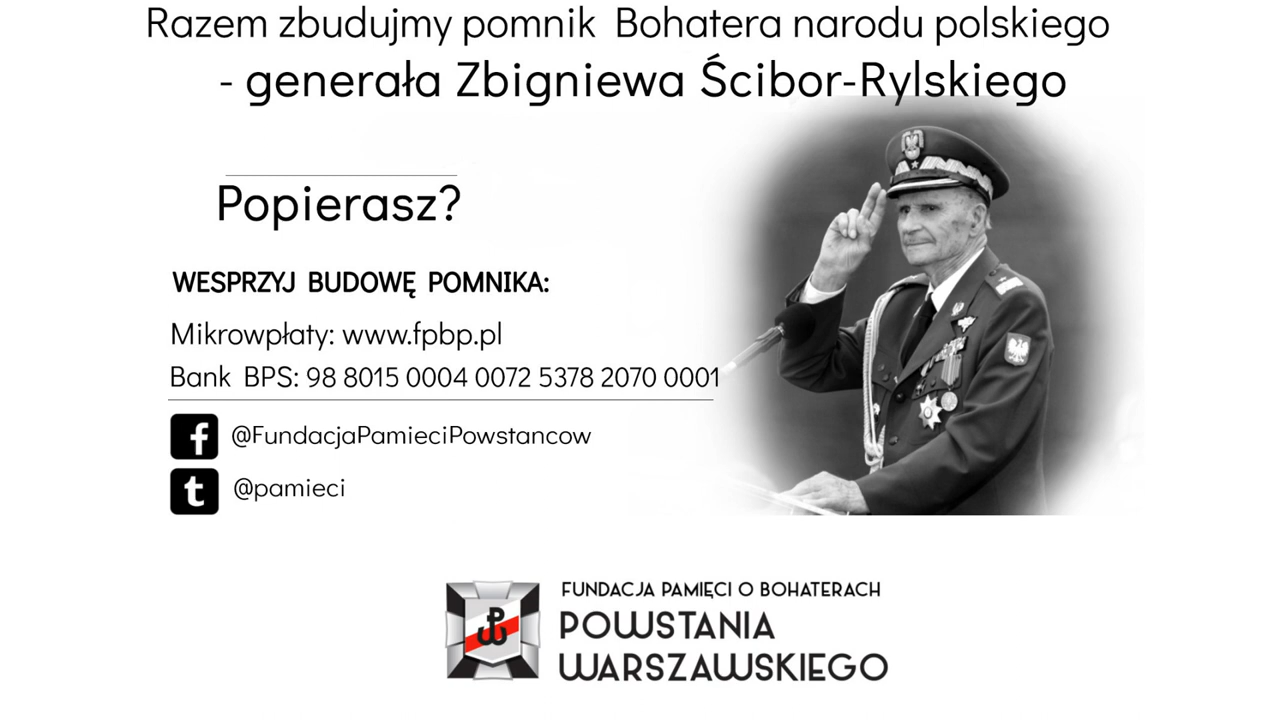 Razem zbudujmy pomnik Bohatera narodu polskiego
- generała Zbigniewa Ścibor-Rylskiego
Popierasz?
WESPRZYJ BUDOWĘ POMNIKA:
Mikrowpłaty: www.fpbp.pl
Bank BPS: 98 8015 0004 0072 5378 2070 0001
f @FundacjaPamieciPowstancow
t @pamieci
FUNDACJA PAMIĘCI O BOHATERACH
POWSTANIA
WARSZAWSKIEGO